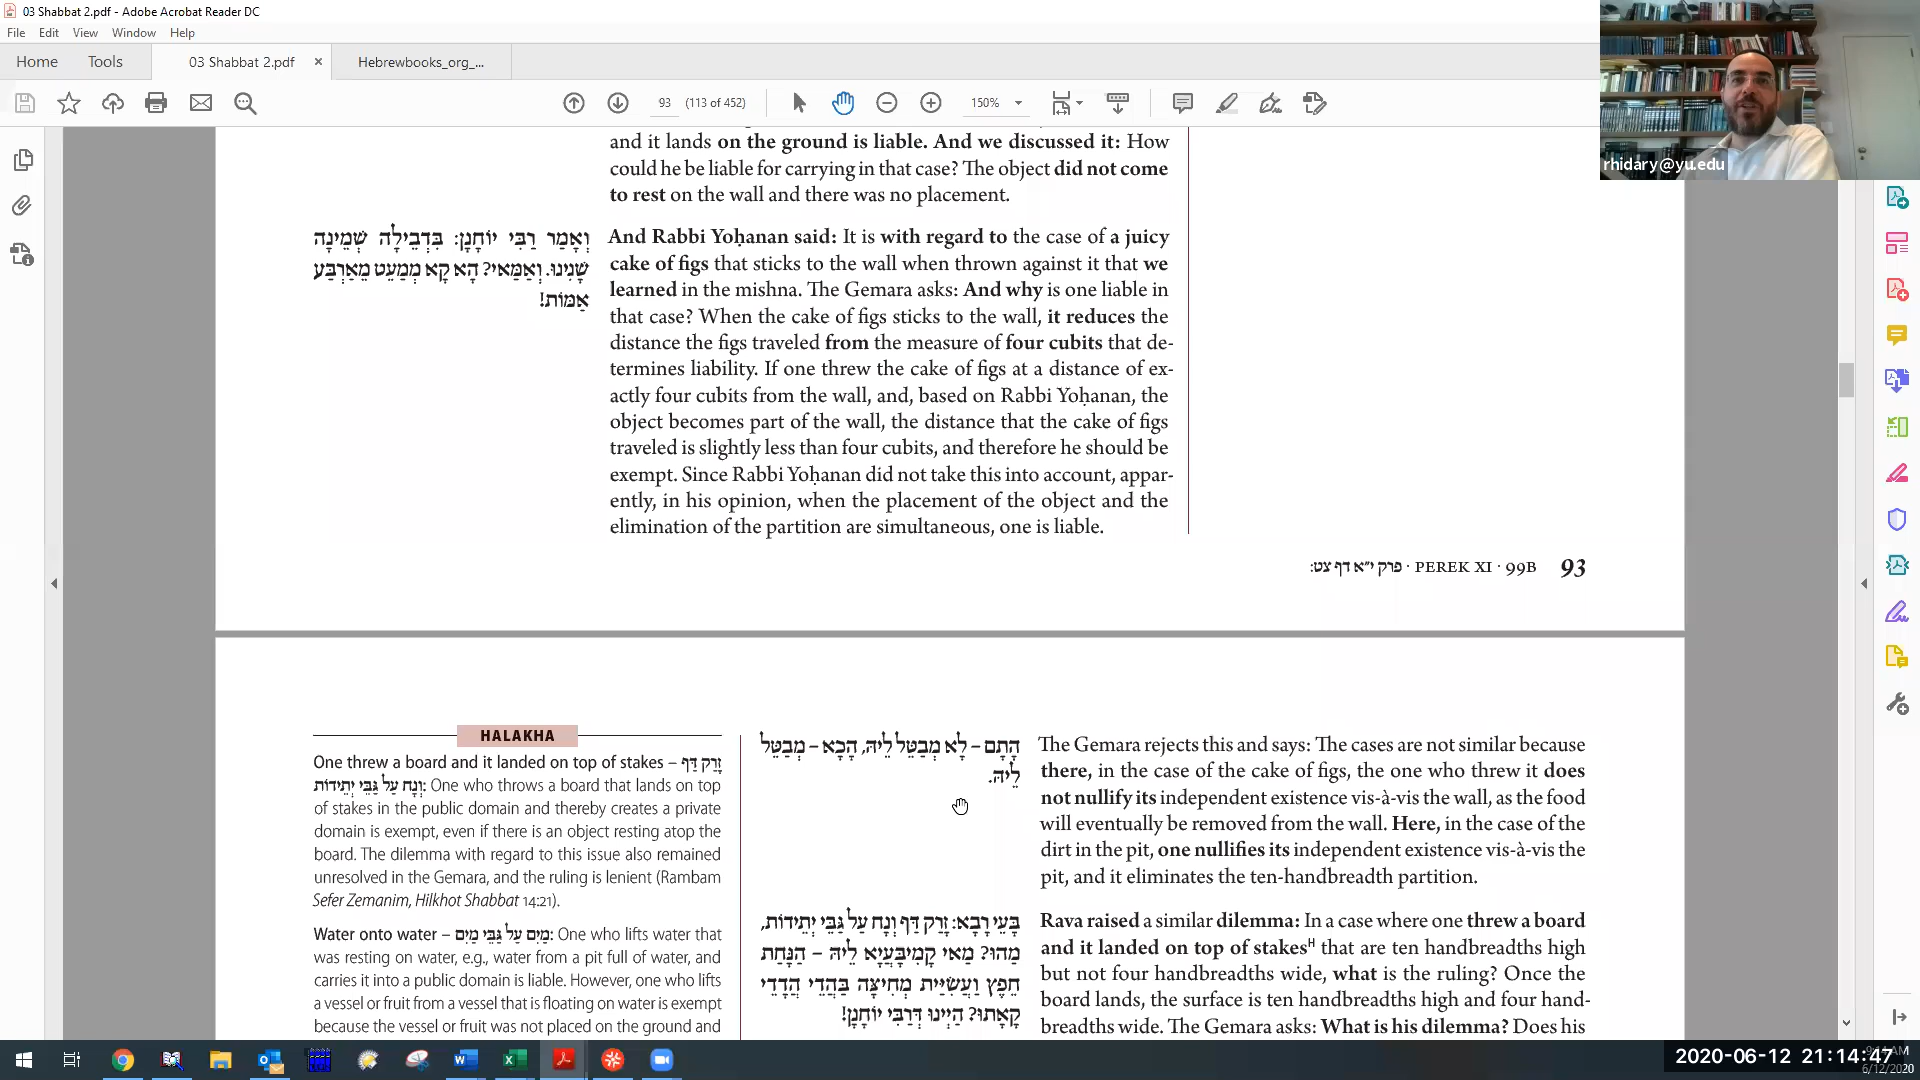 03 Shabbat 2.pdf - Adobe Acrobat Reader DC
File Edit View Window Help
Home Tools 03 Shabbat 2.pdf × Hebrewbooks_org_...
93 (113 of 452) 150%
rhidary@yu.edu
and it lands on the ground is liable. And we discussed it: How
could he be liable for carrying in that case? The object did not come
to rest on the wall and there was no placement.
וְאָמַר רַבִּי יוֹחָנָן: בִּדְבֵילָה שְׁמֵינָה
שָׁנִינוּ. וְאַמַּאי? הָא קָא מְמַעֵט מֵאַרְבַּע
אַמּוֹת!
And Rabbi Yoḥanan said: It is with regard to the case of a juicy
cake of figs that sticks to the wall when thrown against it that we
learned in the mishna. The Gemara asks: And why is one liable in
that case? When the cake of figs sticks to the wall, it reduces the
distance the figs traveled from the measure of four cubits that de-
termines liability. If one threw the cake of figs at a distance of ex-
actly four cubits from the wall, and, based on Rabbi Yoḥanan, the
object becomes part of the wall, the distance that the cake of figs
traveled is slightly less than four cubits, and therefore he should be
exempt. Since Rabbi Yoḥanan did not take this into account, appar-
ently, in his opinion, when the placement of the object and the
elimination of the partition are simultaneous, one is liable.
פרק י״א דף צט: · PEREK XI · 99B 93
HALAKHA
One threw a board and it landed on top of stakes – זָרַק דַּף
וְנָח עַל גַּבֵּי יְתֵידוֹת: One who throws a board that lands on top
of stakes in the public domain and thereby creates a private
domain is exempt, even if there is an object resting atop the
board. The dilemma with regard to this issue also remained
unresolved in the Gemara, and the ruling is lenient (Rambam
Sefer Zemanim, Hilkhot Shabbat 14:21).
Water onto water – מַיִם עַל גַּבֵּי מַיִם: One who lifts water that
was resting on water, e.g., water from a pit full of water, and
carries it into a public domain is liable. However, one who lifts
a vessel or fruit from a vessel that is floating on water is exempt
because the vessel or fruit was not placed on the ground and
הָתָם – לָא מְבַטֵּל לֵיהּ, הָכָא – מְבַטֵּל
לֵיהּ.
The Gemara rejects this and says: The cases are not similar because
there, in the case of the cake of figs, the one who threw it does
not nullify its independent existence vis-à-vis the wall, as the food
will eventually be removed from the wall. Here, in the case of the
dirt in the pit, one nullifies its independent existence vis-à-vis the
pit, and it eliminates the ten-handbreadth partition.
בָּעֵי רָבָא: זָרַק דַּף וְנָח עַל גַּבֵּי יְתֵידוֹת,
מַהוּ? מַאי קָמִיבָּעֲיָא לֵיהּ – הַנָּחַת
חֵפֶץ וַעֲשִׂיַּית מְחִיצָה בַּהֲדֵי הֲדָדֵי
קָאָתוּ? הַיְינוּ דְּרַבִּי יוֹחָנָן!
Rava raised a similar dilemma: In a case where one threw a board
and it landed on top of stakesH that are ten handbreadths high
but not four handbreadths wide, what is the ruling? Once the
board lands, the surface is ten handbreadths high and four hand-
breadths wide. The Gemara asks: What is his dilemma? Does his
2020-06-12 21:14:47
6/12/2020